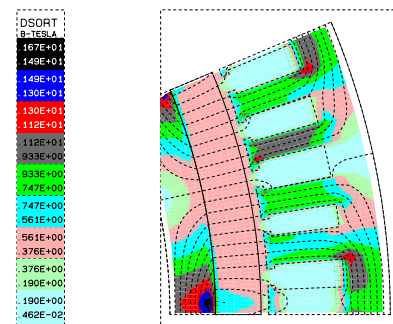 DSORT
B-TESLA
167E+01
149E+01
149E+01
130E+01
130E+01
112E+01
112E+01
933E+00
933E+00
747E+00
747E+00
561E+00
561E+00
376E+00
.376E+00
.190E+00
.190E+00
.462E-02